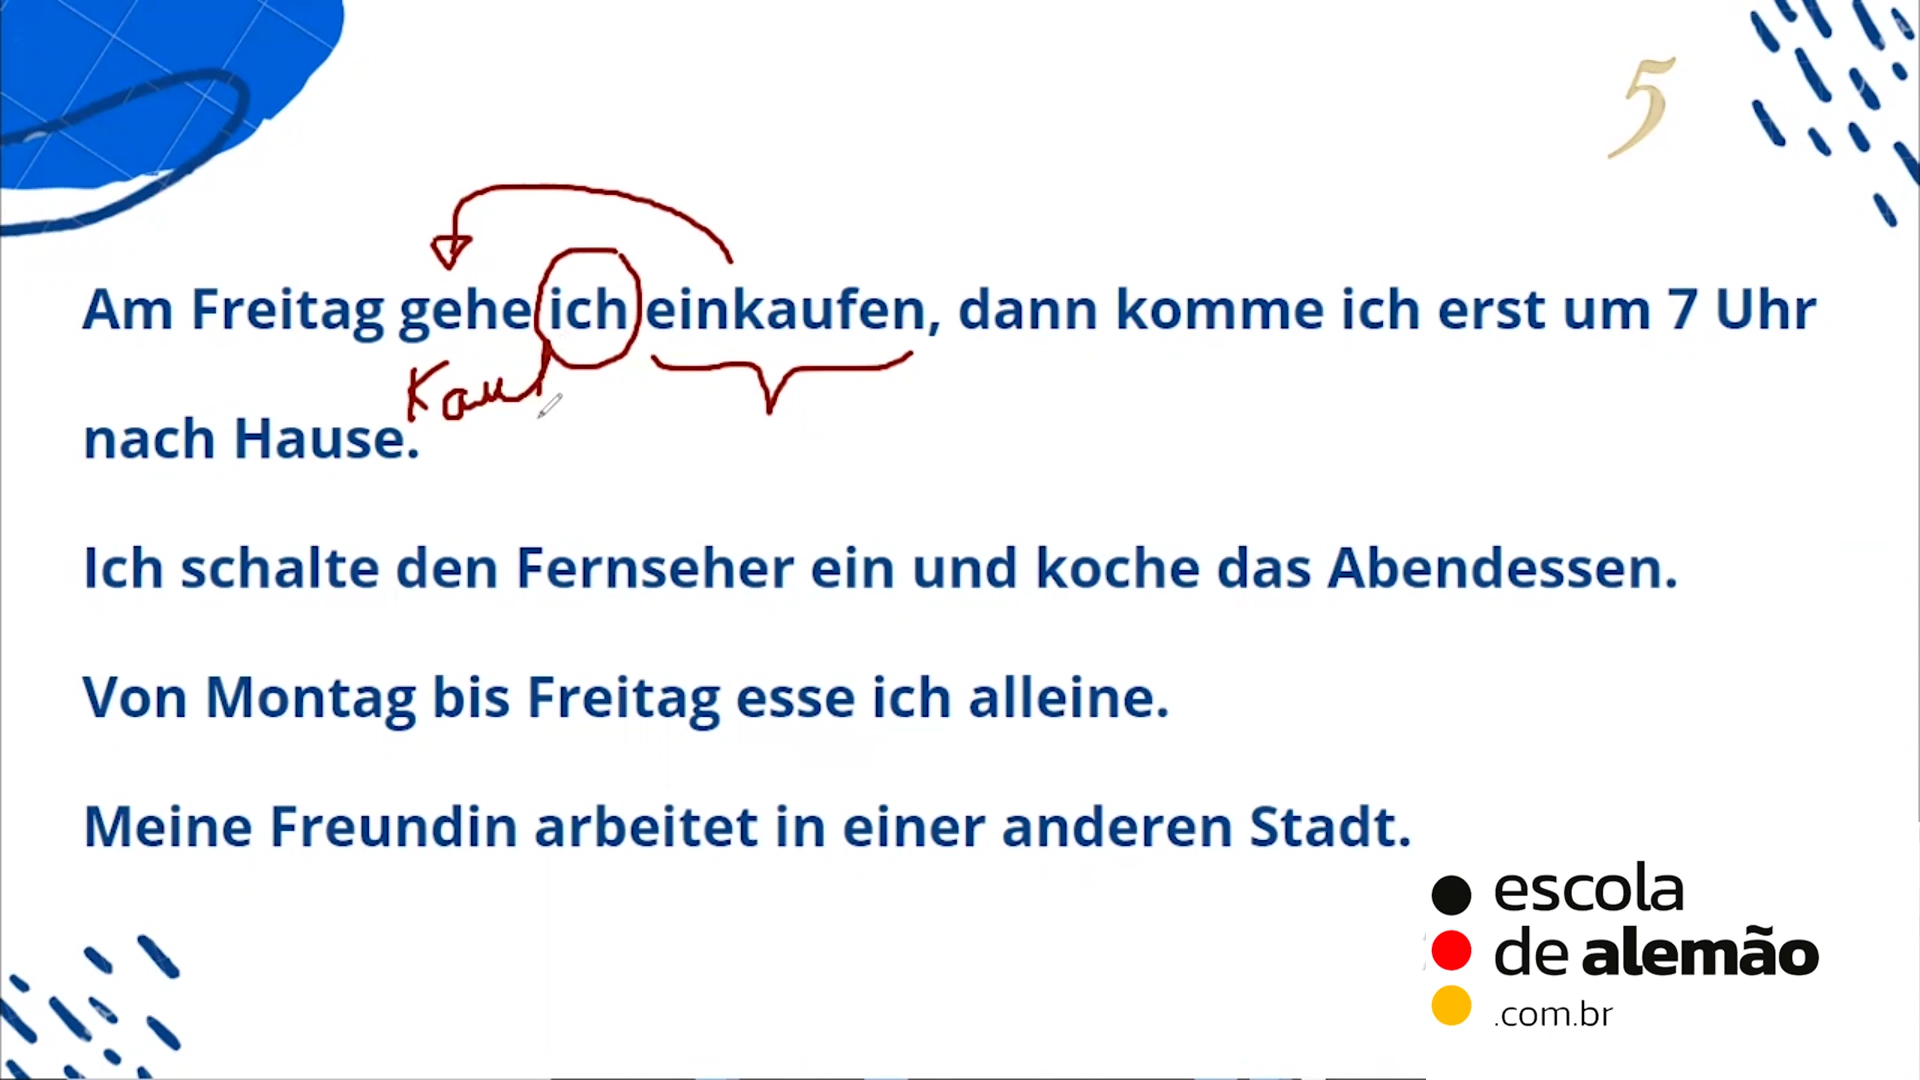 5
Am Freitag gehe ich einkaufen, dann komme ich erst um 7 Uhr
Kauf
nach Hause.
Ich schalte den Fernseher ein und koche das Abendessen.
Von Montag bis Freitag esse ich alleine.
Meine Freundin arbeitet in einer anderen Stadt.
escola
de alemão
.com.br